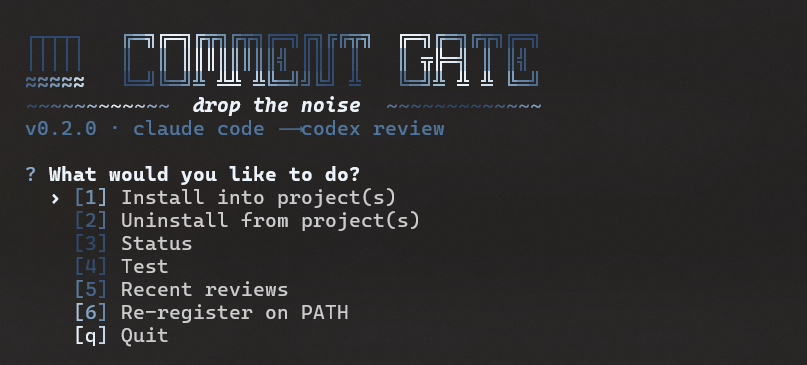 COMMENT GATE
~~~~~
~~~~~~~~~~~~ drop the noise ~~~~~~~~~~~~~
v0.2.0 · claude code ⟶codex review
? What would you like to do?
› [1] Install into project(s)
[2] Uninstall from project(s)
[3] Status
[4] Test
[5] Recent reviews
[6] Re-register on PATH
[q] Quit